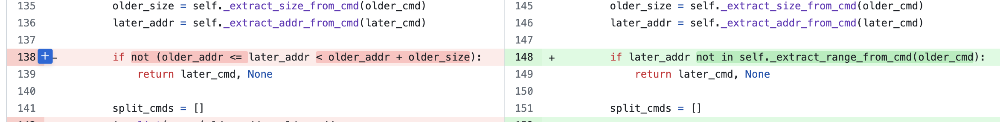 135 older_size = self._extract_size_from_cmd(older_cmd)
136 later_addr = self._extract_addr_from_cmd(later_cmd)
137
138 + - if not (older_addr <= later_addr < older_addr + older_size):
139 return later_cmd, None
140
141 split_cmds = []
145 older_size = self._extract_size_from_cmd(older_cmd)
146 later_addr = self._extract_addr_from_cmd(later_cmd)
147
148 + if later_addr not in self._extract_range_from_cmd(older_cmd):
149 return later_cmd, None
150
151 split_cmds = []